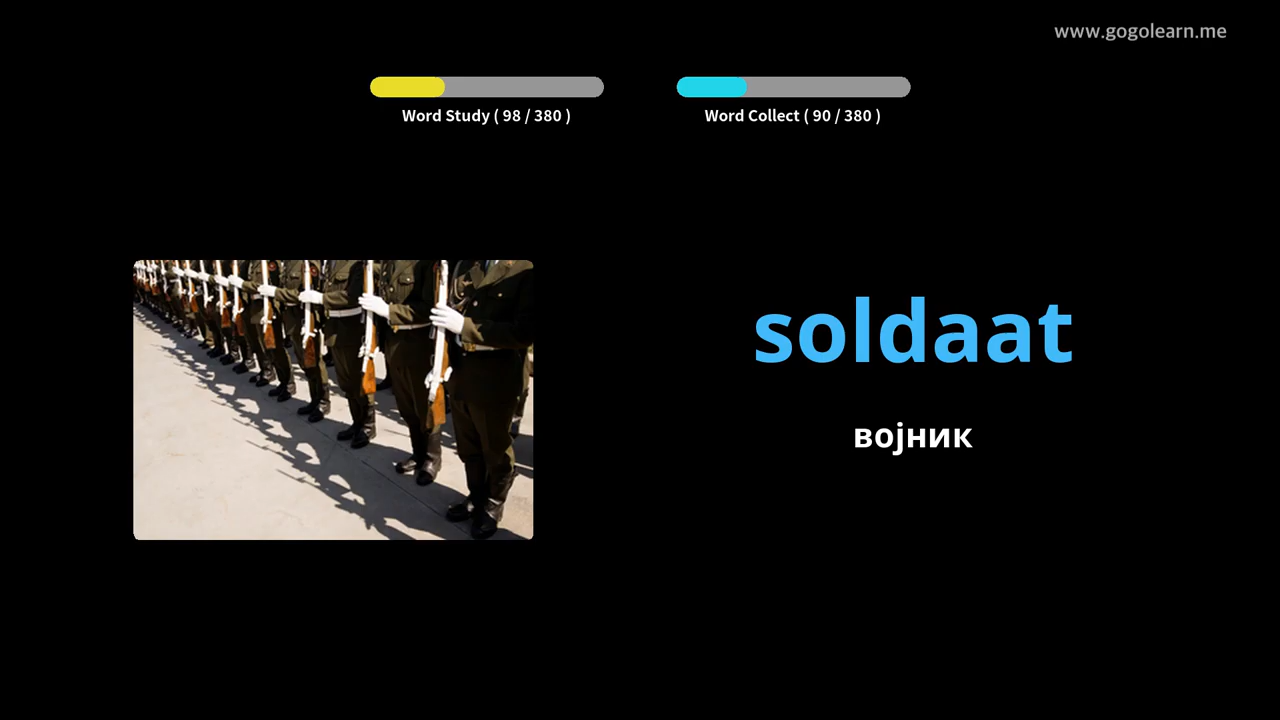 www.gogolearn.me
Word Study ( 98 / 380 )
Word Collect ( 90 / 380 )
soldaat
војник